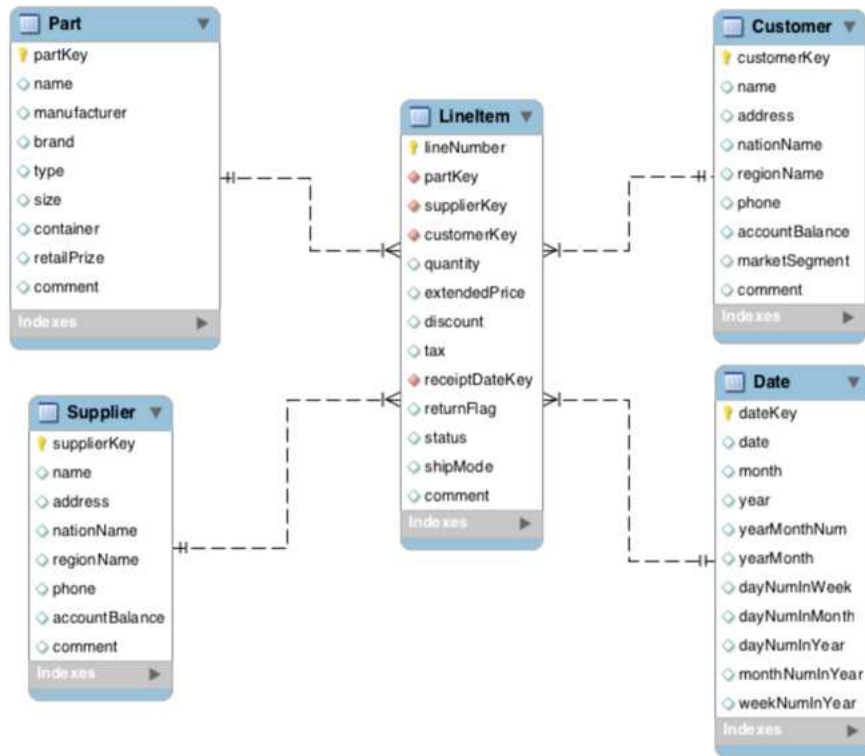 Part
partKey
name
manufacturer
brand
type
size
container
retailPrize
comment
Indexes
Supplier
supplierKey
name
address
nationName
regionName
phone
accountBalance
comment
Indexes
LineItem
lineNumber
partKey
supplierKey
customerKey
quantity
extendedPrice
discount
tax
receiptDateKey
returnFlag
status
shipMode
comment
Indexes
Customer
customerKey
name
address
nationName
regionName
phone
accountBalance
marketSegment
comment
Indexes
Date
dateKey
date
month
year
yearMonthNum
yearMonth
dayNumInWeek
dayNumInMonth
dayNumInYear
monthNumInYear
weekNumInYear
Indexes